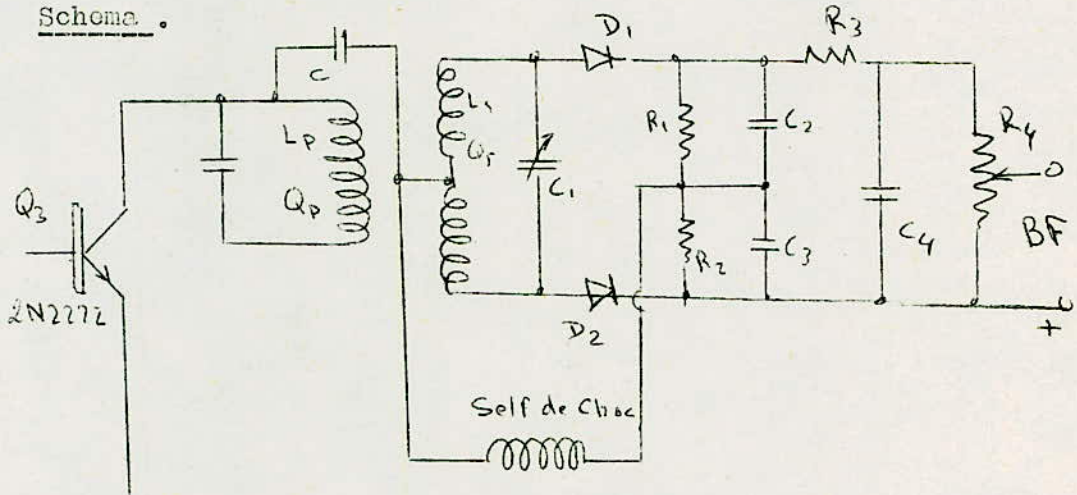 Schema.
D1
R3
C
Lp
Qp
L1
Qs
C1
R1
C2
R2
C3
C4
R4
BF
Q3
2N2222
D2
+
Self de Choc